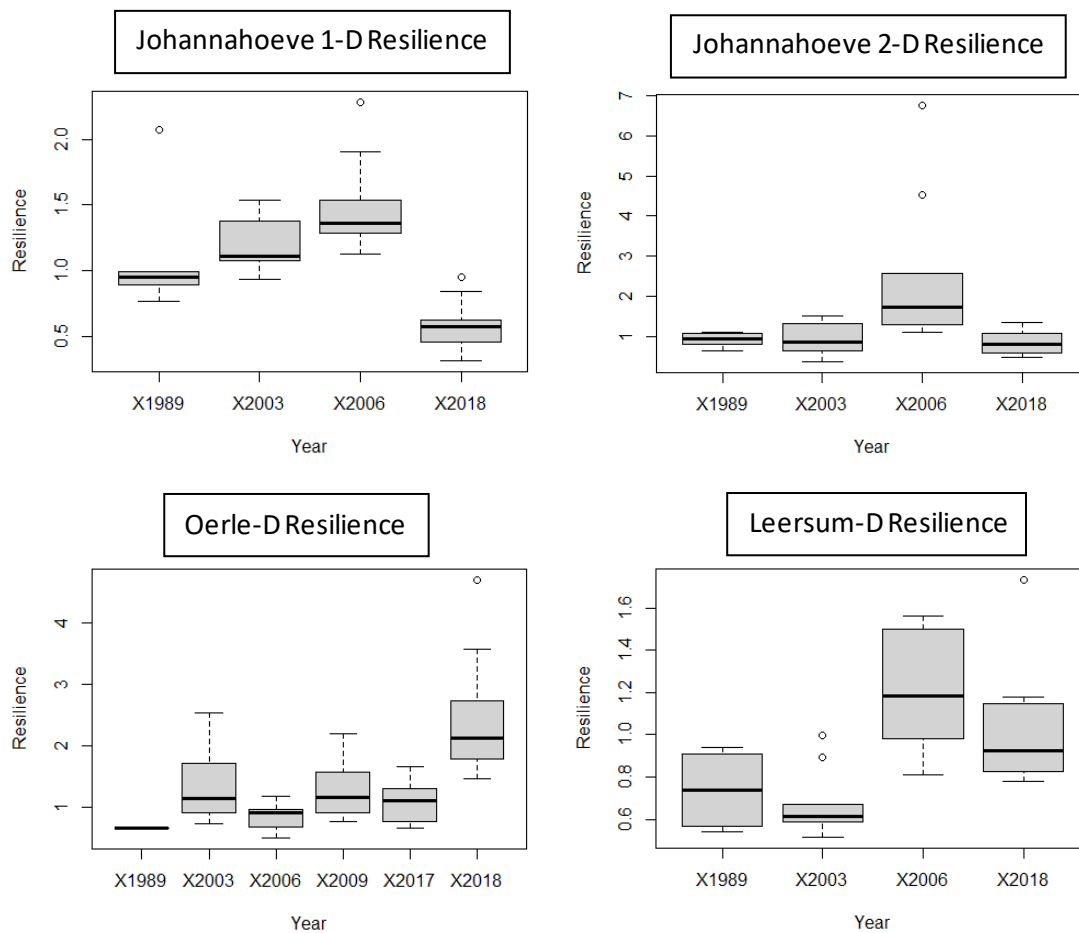 Johannahoeve 1-D Resilience
Resilience
2.0
1.5
1.0
0.5
X1989 X2003 X2006 X2018
Year
Johannahoeve 2-D Resilience
Resilience
7
6
5
4
3
2
1
X1989 X2003 X2006 X2018
Year
Oerle-D Resilience
Resilience
4
3
2
1
X1989 X2003 X2006 X2009 X2017 X2018
Year
Leersum-D Resilience
Resilience
1.6
1.4
1.2
1.0
0.8
0.6
X1989 X2003 X2006 X2018
Year